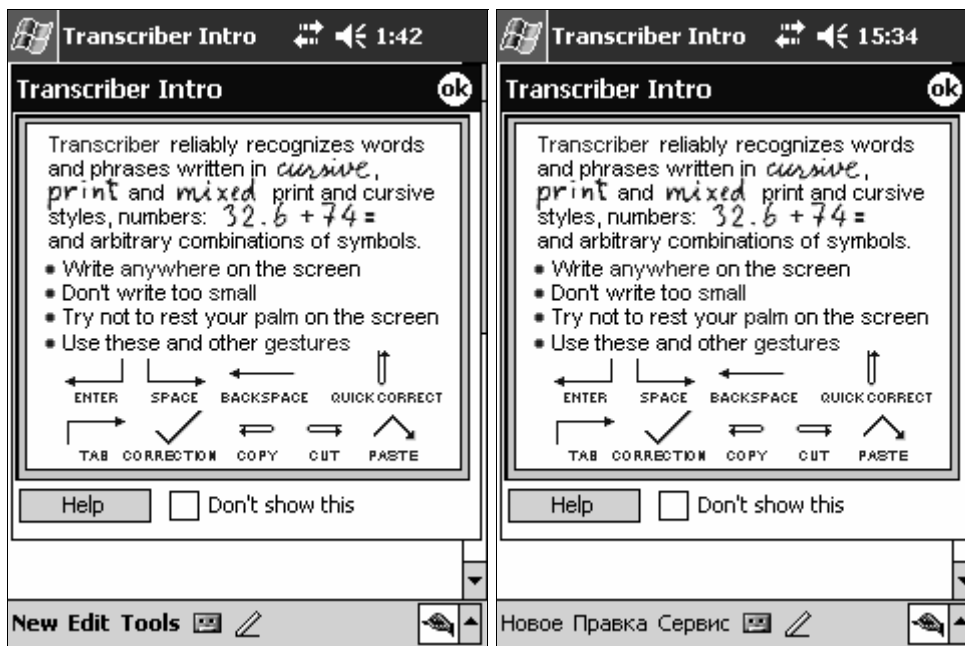 Transcriber Intro 1:42
Transcriber Intro ok
Transcriber reliably recognizes words
and phrases written in cursive,
print and mixed print and cursive
styles, numbers: 32.6 + 74 =
and arbitrary combinations of symbols.
• Write anywhere on the screen
• Don't write too small
• Try not to rest your palm on the screen
• Use these and other gestures
ENTER SPACE BACKSPACE QUICK CORRECT
TAB CORRECTION COPY CUT PASTE
Help Don't show this
New Edit Tools
Transcriber Intro 15:34
Transcriber Intro ok
Transcriber reliably recognizes words
and phrases written in cursive,
print and mixed print and cursive
styles, numbers: 32.6 + 74 =
and arbitrary combinations of symbols.
• Write anywhere on the screen
• Don't write too small
• Try not to rest your palm on the screen
• Use these and other gestures
ENTER SPACE BACKSPACE QUICK CORRECT
TAB CORRECTION COPY CUT PASTE
Help Don't show this
Новое Правка Сервис